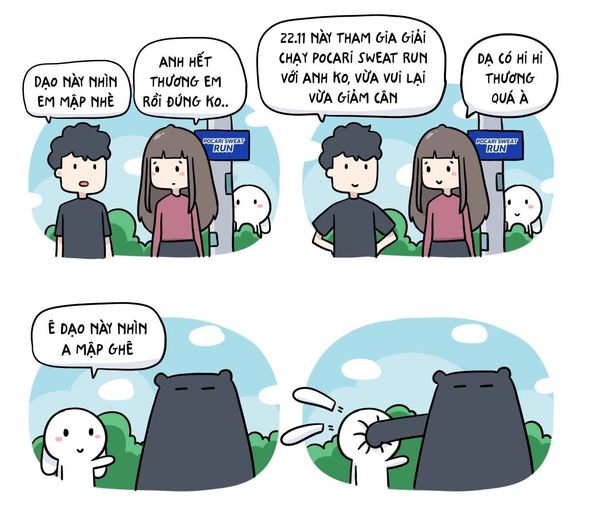 DẠO NÀY NHÌN
EM MẬP NHÈ
ANH HẾT
THƯƠNG EM
RỒI ĐÚNG KO..
POCARI SWEAT
RUN
22.11 NÀY THAM GIA GIẢI
CHẠY POCARI SWEAT RUN
VỚI ANH KO, VỪA VUI LẠI
VỪA GIẢM CÂN
DẠ CÓ HI HI
THƯƠNG
QUÁ À
POCARI SWEAT
RUN
Ê DẠO NÀY NHÌN
A MẬP GHÊ